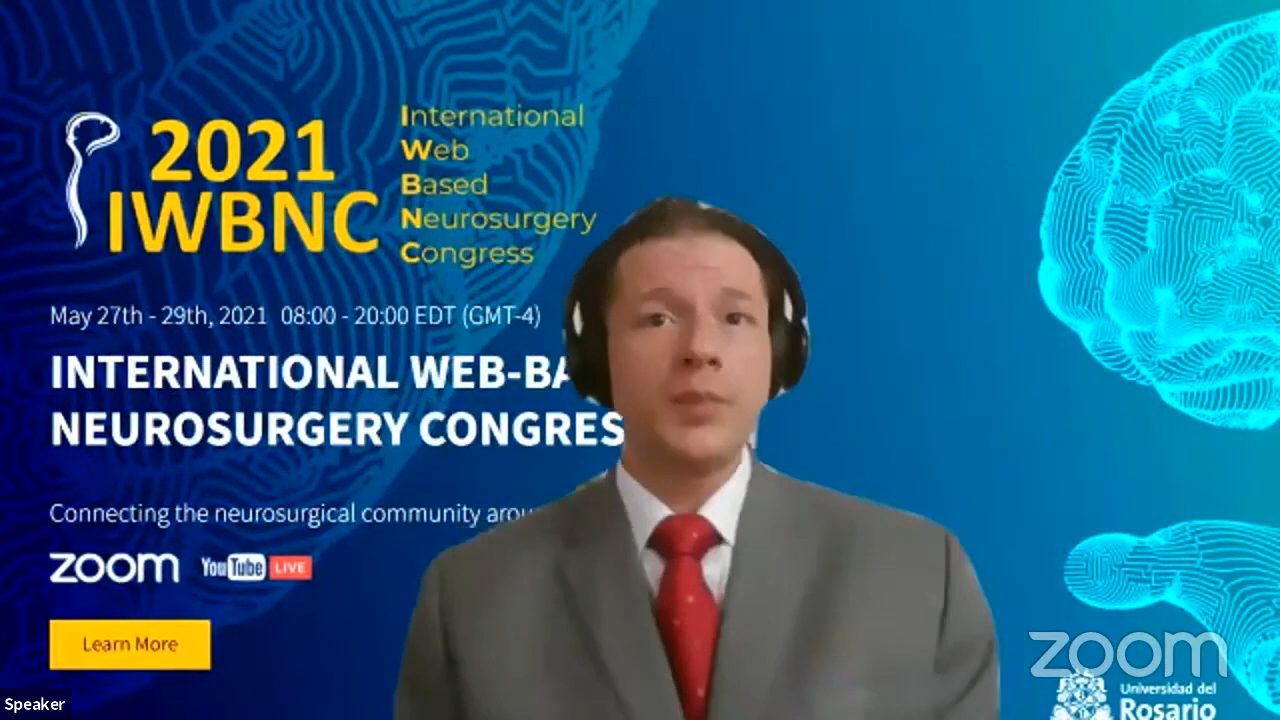 2021
IWBNC
International
Web
Based
Neurosurgery
Congress
May 27th - 29th, 2021 08:00 - 20:00 EDT (GMT-4)
INTERNATIONAL WEB-BA
NEUROSURGERY CONGRES
Connecting the neurosurgical community arou
zoom
YouTube LIVE
Learn More
Speaker
zoom
Universidad del
Rosario